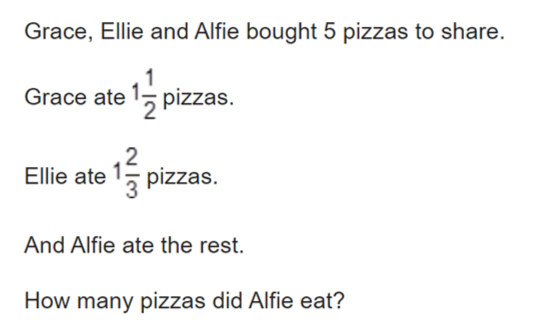 Grace, Ellie and Alfie bought 5 pizzas to share.
Grace ate 1 1/2 pizzas.
Ellie ate 1 2/3 pizzas.
And Alfie ate the rest.
How many pizzas did Alfie eat?